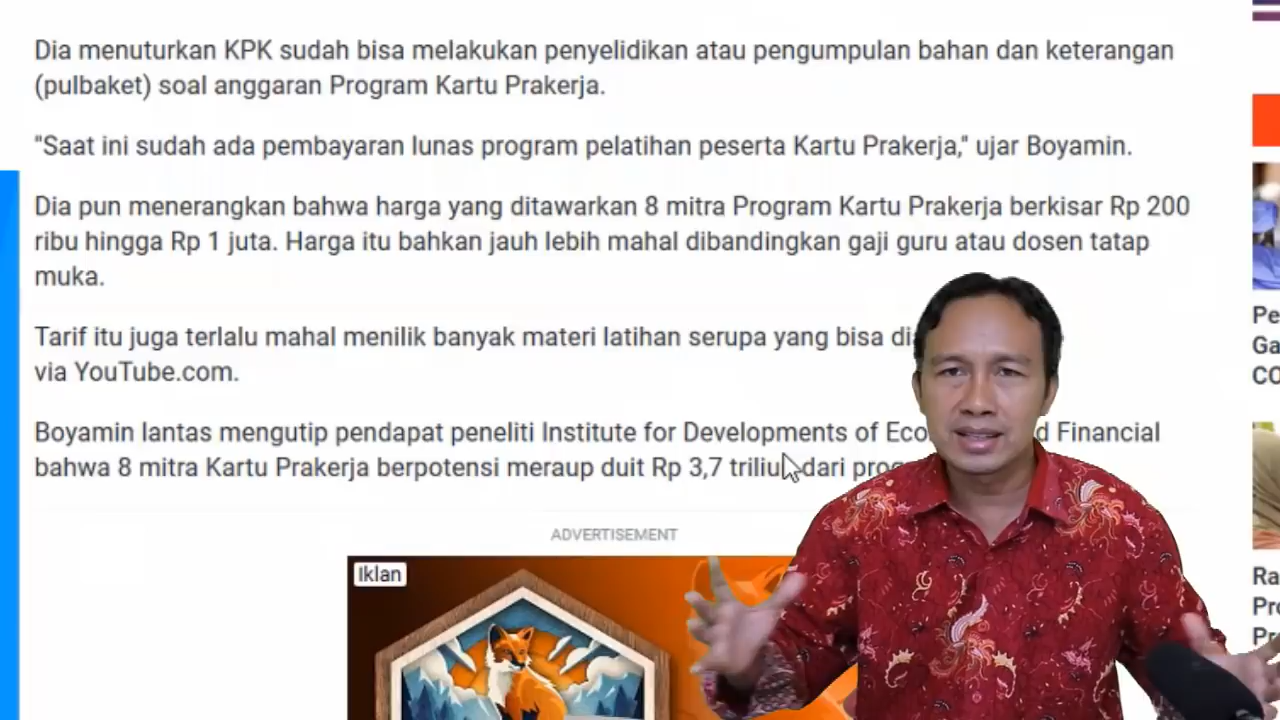 Dia menuturkan KPK sudah bisa melakukan penyelidikan atau pengumpulan bahan dan keterangan
(pulbaket) soal anggaran Program Kartu Prakerja.
"Saat ini sudah ada pembayaran lunas program pelatihan peserta Kartu Prakerja," ujar Boyamin.
Dia pun menerangkan bahwa harga yang ditawarkan 8 mitra Program Kartu Prakerja berkisar Rp 200
ribu hingga Rp 1 juta. Harga itu bahkan jauh lebih mahal dibandingkan gaji guru atau dosen tatap
muka.
Tarif itu juga terlalu mahal menilik banyak materi latihan serupa yang bisa
via YouTube.com.
Boyamin lantas mengutip pendapat peneliti Institute for Developments of Financial
bahwa 8 mitra Kartu Prakerja berpotensi meraup duit Rp 3,7 dari
ADVERTISEMENT
Iklan